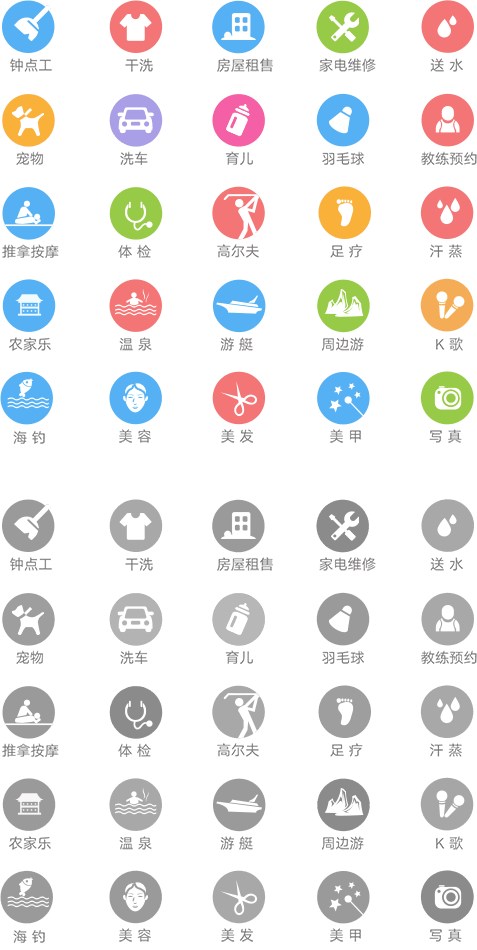 钟点工 干洗 房屋租售 家电维修 送 水
宠物 洗车 育儿 羽毛球 教练预约
推拿按摩 体 检 高尔夫 足 疗 汗 蒸
农家乐 温 泉 游 艇 周边游 K 歌
海 钓 美 容 美 发 美 甲 写 真
钟点工 干洗 房屋租售 家电维修 送 水
宠物 洗车 育儿 羽毛球 教练预约
推拿按摩 体 检 高尔夫 足 疗 汗 蒸
农家乐 温 泉 游 艇 周边游 K 歌
海 钓 美 容 美 发 美 甲 写 真